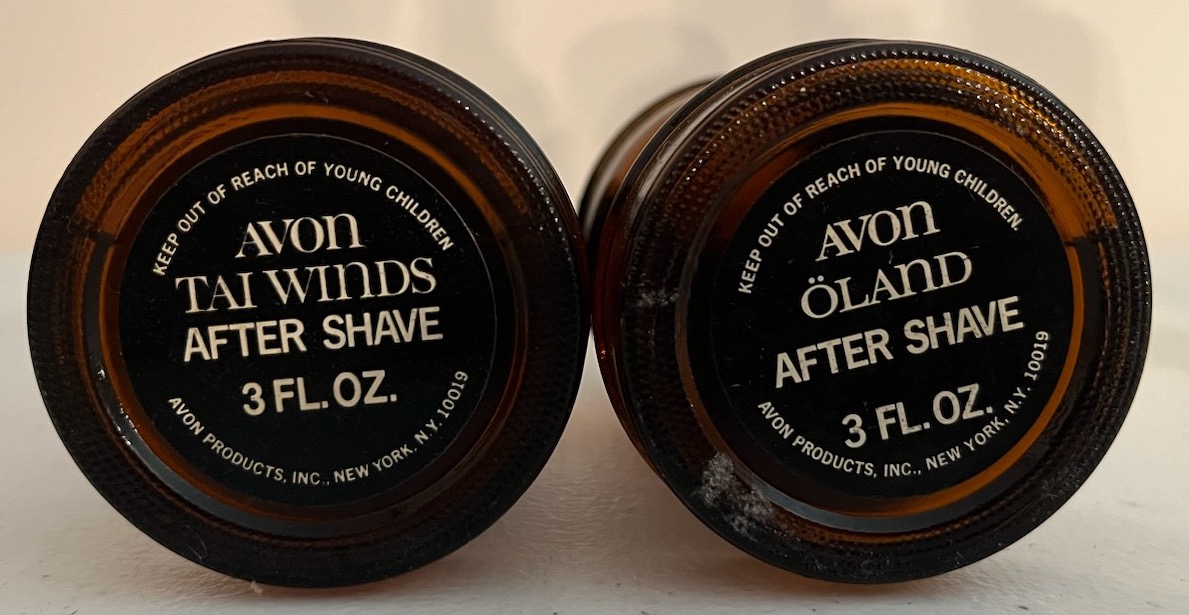 KEEP OUT OF REACH OF YOUNG CHILDREN
AVON
TAI WINDS
AFTER SHAVE
3 FL. OZ.
AVON PRODUCTS, INC., NEW YORK, N.Y. 10019
KEEP OUT OF REACH OF YOUNG CHILDREN.
AVON
ÖLAND
AFTER SHAVE
3 FL. OZ.
AVON PRODUCTS, INC., NEW YORK, N.Y. 10019